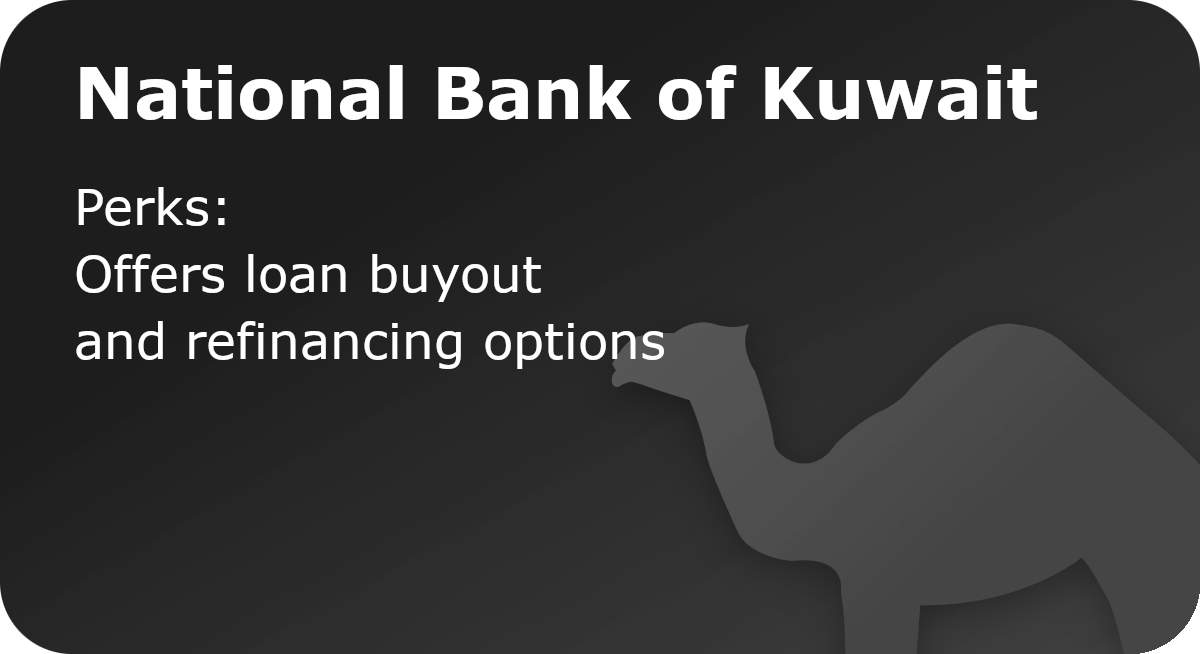 National Bank of Kuwait
Perks:
Offers loan buyout
and refinancing options